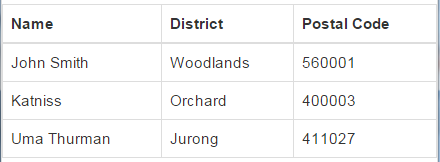 Name District Postal Code
John Smith Woodlands 560001
Katniss Orchard 400003
Uma Thurman Jurong 411027